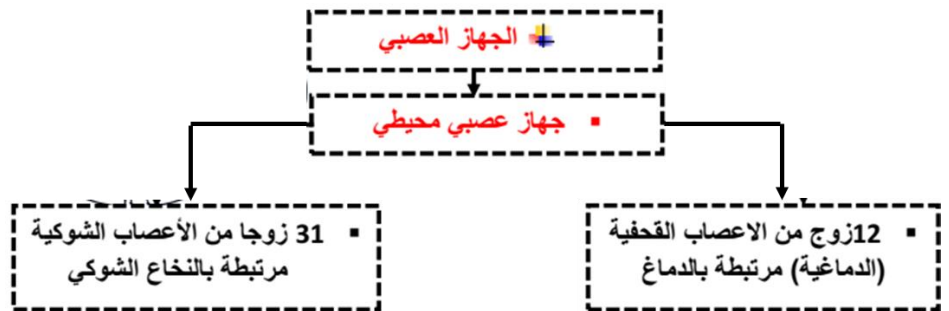 الجهاز العصبي
▪ جهاز عصبي محيطي
▪ 12زوج من الاعصاب القحفية
(الدماغية) مرتبطة بالدماغ
▪ 31 زوجا من الأعصاب الشوكية
مرتبطة بالنخاع الشوكي